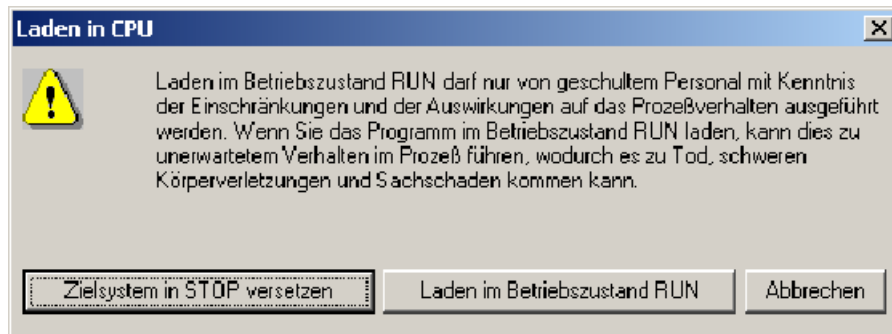 Laden in CPU
Laden im Betriebszustand RUN darf nur von geschultem Personal mit Kenntnis
der Einschränkungen und der Auswirkungen auf das Prozeßverhalten ausgeführt
werden. Wenn Sie das Programm im Betriebszustand RUN laden, kann dies zu
unerwartetem Verhalten im Prozeß führen, wodurch es zu Tod, schweren
Körperverletzungen und Sachschaden kommen kann.
Zielsystem in STOP versetzen Laden im Betriebszustand RUN Abbrechen